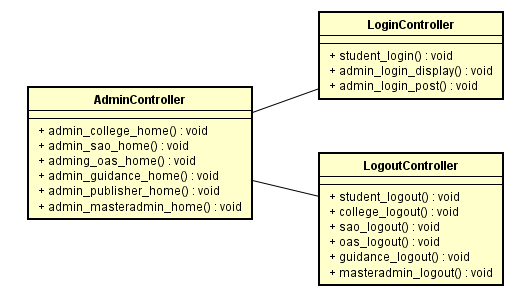 LoginController
+ student_login() : void
+ admin_login_display() : void
+ admin_login_post() : void
AdminController
+ admin_college_home() : void
+ admin_sao_home() : void
+ adming_oas_home() : void
+ admin_guidance_home() : void
+ admin_publisher_home() : void
+ admin_masteradmin_home() : void
LogoutController
+ student_logout() : void
+ college_logout() : void
+ sao_logout() : void
+ oas_logout() : void
+ guidance_logout() : void
+ masteradmin_logout() : void